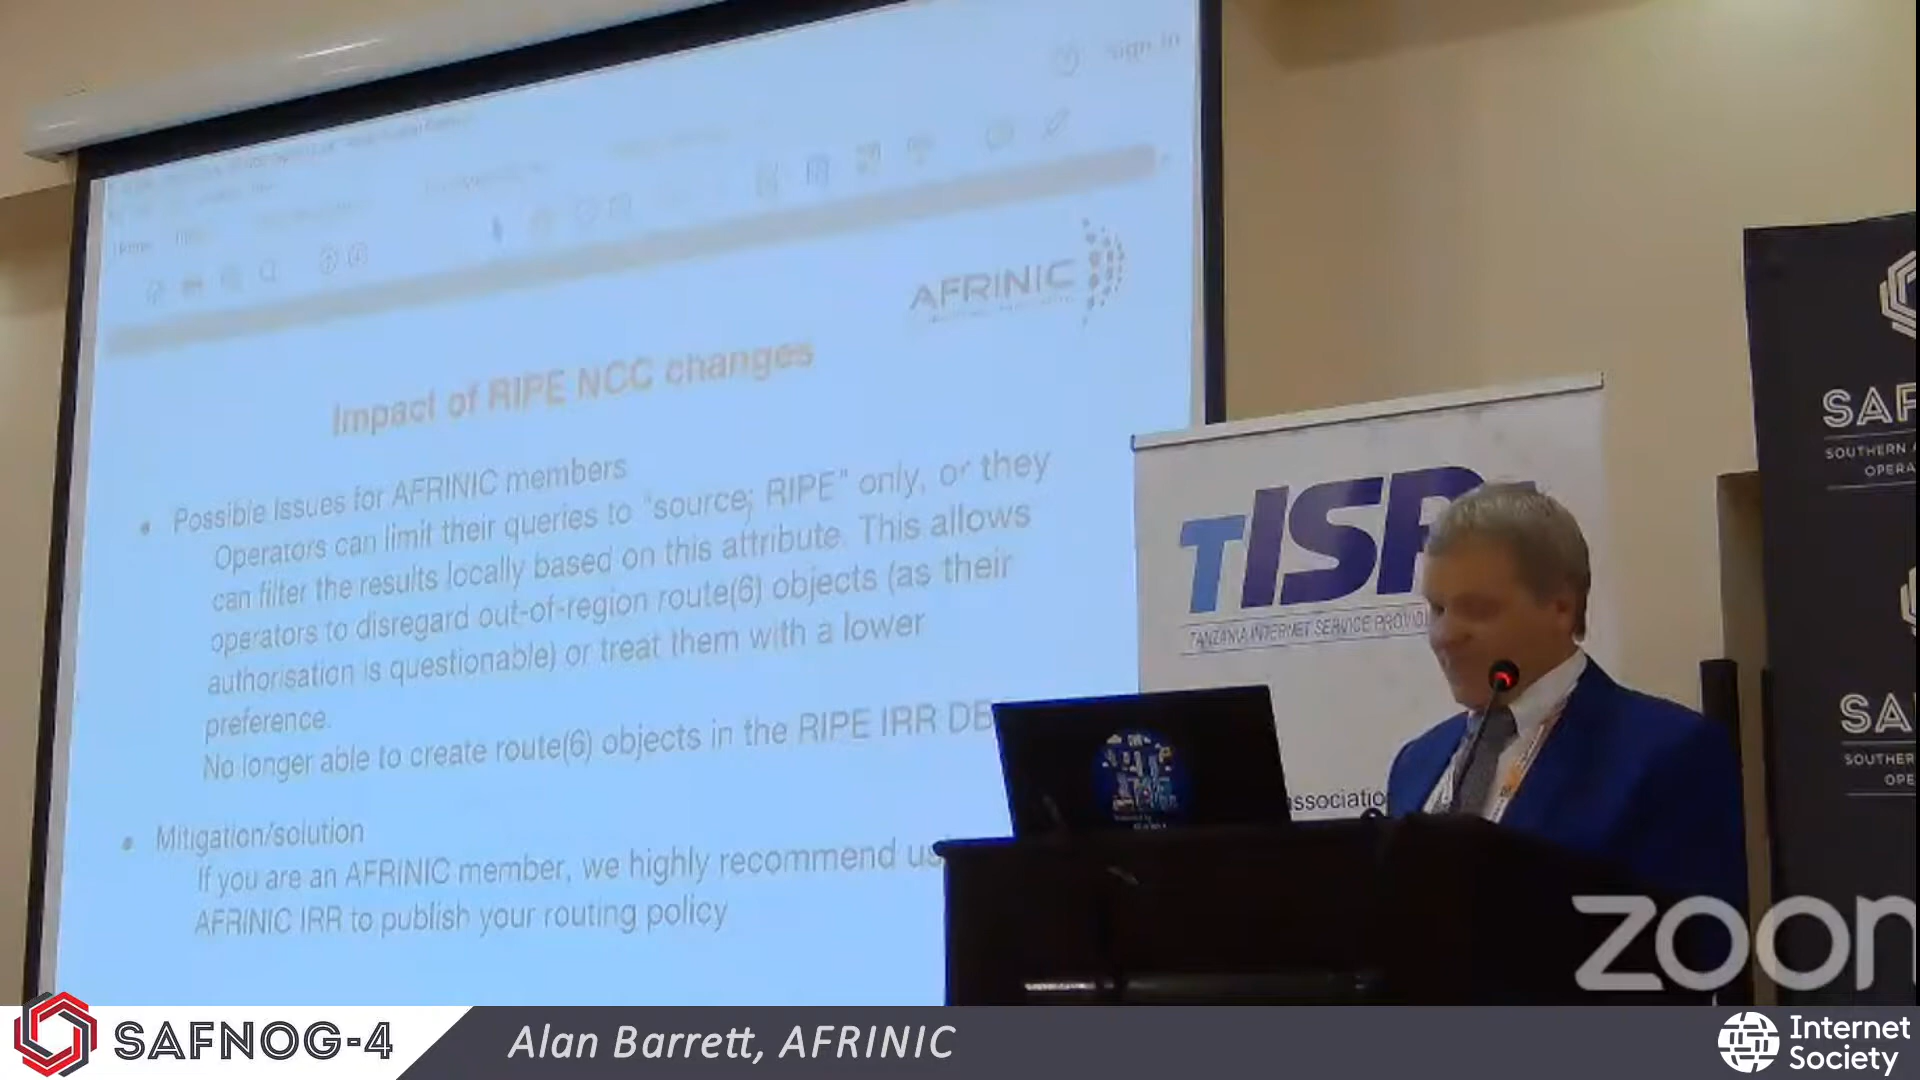 Sign In
AFRINIC
Impact of RIPE NCC changes
• Possible Issues for AFRINIC members
Operators can limit their queries to "source: RIPE" only, or they
can filter the results locally based on this attribute. This allows
operators to disregard out-of-region route(6) objects (as their
authorisation is questionable) or treat them with a lower
preference.
No longer able to create route(6) objects in the RIPE IRR DB
• Mitigation/solution
If you are an AFRINIC member, we highly recommend us
AFRINIC IRR to publish your routing policy
TISP
TANZANIA INTERNET SERVICE PROVI
associatio
SAF
SOUTHERN
OPERA
SA
SOUTHER
OPE
zoom
SAFNOG-4
Alan Barrett, AFRINIC
Internet
Society